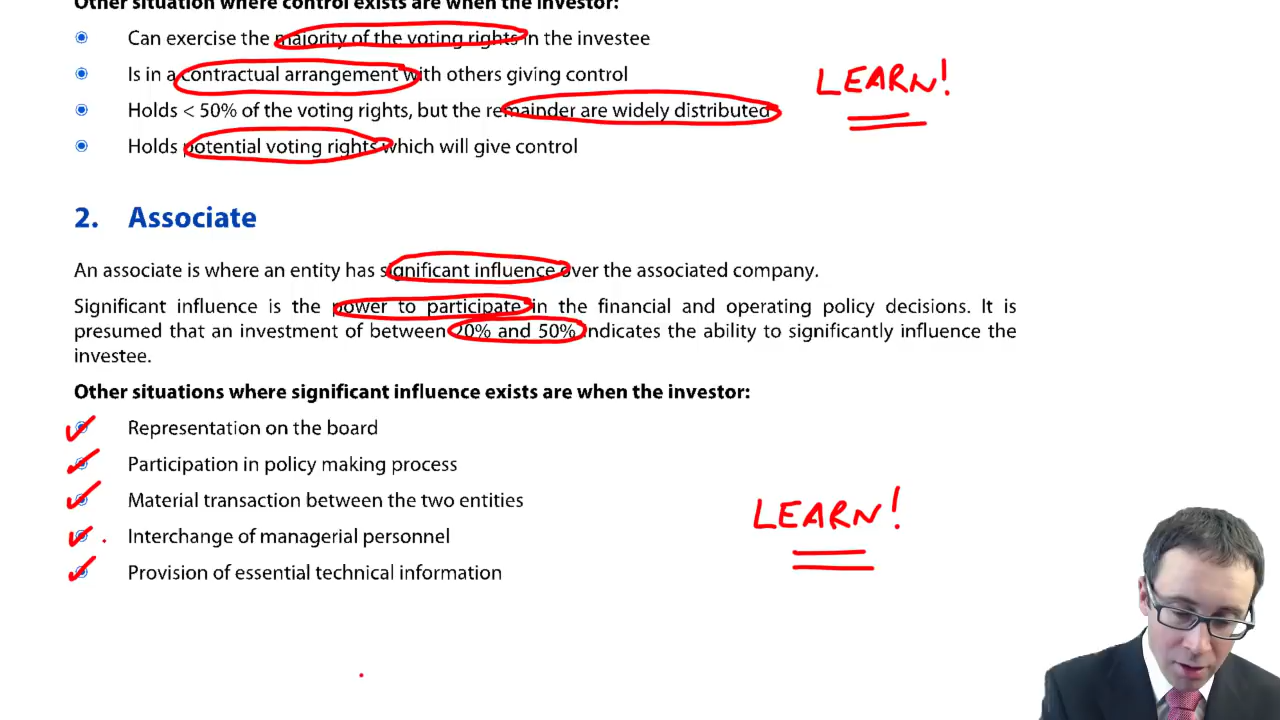 Other situation where control exists are when the investor:
Can exercise the majority of the voting rights in the investee
Is in a contractual arrangement with others giving control
Holds < 50% of the voting rights, but the remainder are widely distributed
Holds potential voting rights which will give control
LEARN!
2. Associate
An associate is where an entity has significant influence over the associated company.
Significant influence is the power to participate in the financial and operating policy decisions. It is
presumed that an investment of between 20% and 50% indicates the ability to significantly influence the
investee.
Other situations where significant influence exists are when the investor:
Representation on the board
Participation in policy making process
Material transaction between the two entities
Interchange of managerial personnel
Provision of essential technical information
LEARN!